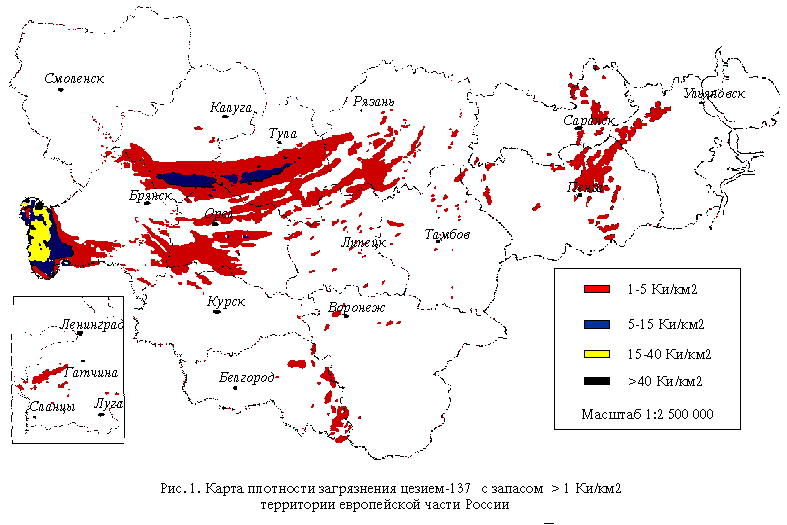 Смоленск
Ульяновск
Калуга
Рязань
Саранск
Тула
Брянск
Пенза
Орел
Липецк
Тамбов
Курск
Воронеж
Белгород
Ленинград
Гатчина
Сланцы
Луга
1-5 Ки/км2
5-15 Ки/км2
15-40 Ки/км2
>40 Ки/км2
Масштаб 1:2 500 000
Рис. 1. Карта плотности загрязнения цезием-137 с запасом > 1 Ки/км2
территории европейской части России